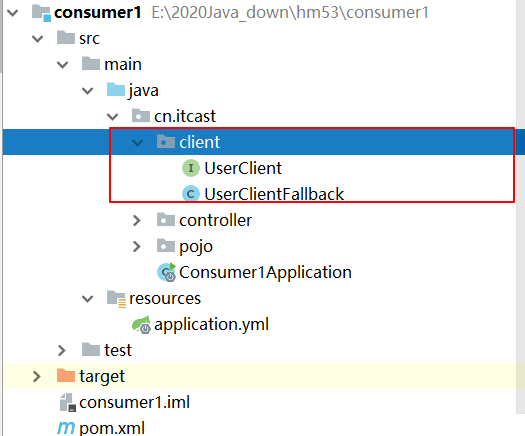 consumer1 E:\2020Java_down\hm53\consumer1
src
main
java
cn.itcast
client
I UserClient
C UserClientFallback
controller
pojo
C Consumer1Application
resources
application.yml
test
target
consumer1.iml
m pom.xml